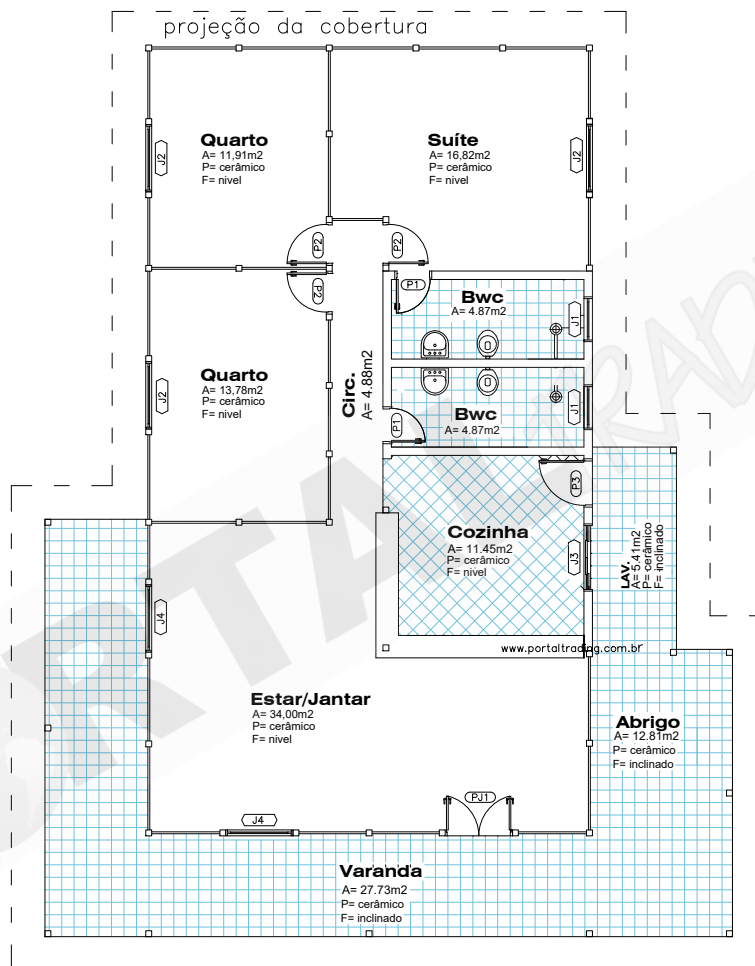 projeção da cobertura
Quarto
A= 11,91m2
P= cerâmico
F= nivel
Suíte
A= 16,82m2
P= cerâmico
F= nivel
J2
J2
P2
P2
P2
P1
Bwc
A= 4.87m2
J1
Quarto
A= 13,78m2
P= cerâmico
F= nivel
J2
Circ.
A= 4.88m2
Bwc
A= 4.87m2
J1
P1
P3
Cozinha
A= 11.45m2
P= cerâmico
F= nivel
J3
LAV.
A= 5.41m2
P= cerâmico
F= inclinado
J4
www.portaltrading.com.br
Estar/Jantar
A= 34,00m2
P= cerâmico
F= nivel
Abrigo
A= 12.81m2
P= cerâmico
F= inclinado
PJ1
J4
Varanda
A= 27.73m2
P= cerâmico
F= inclinado